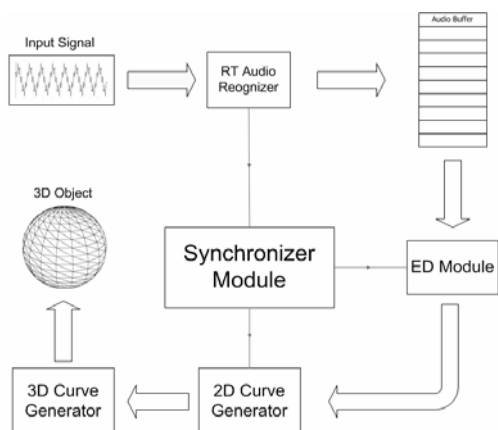 Input Signal
RT Audio
Reognizer
Audio Buffer
3D Object
Synchronizer
Module
ED Module
3D Curve
Generator
2D Curve
Generator